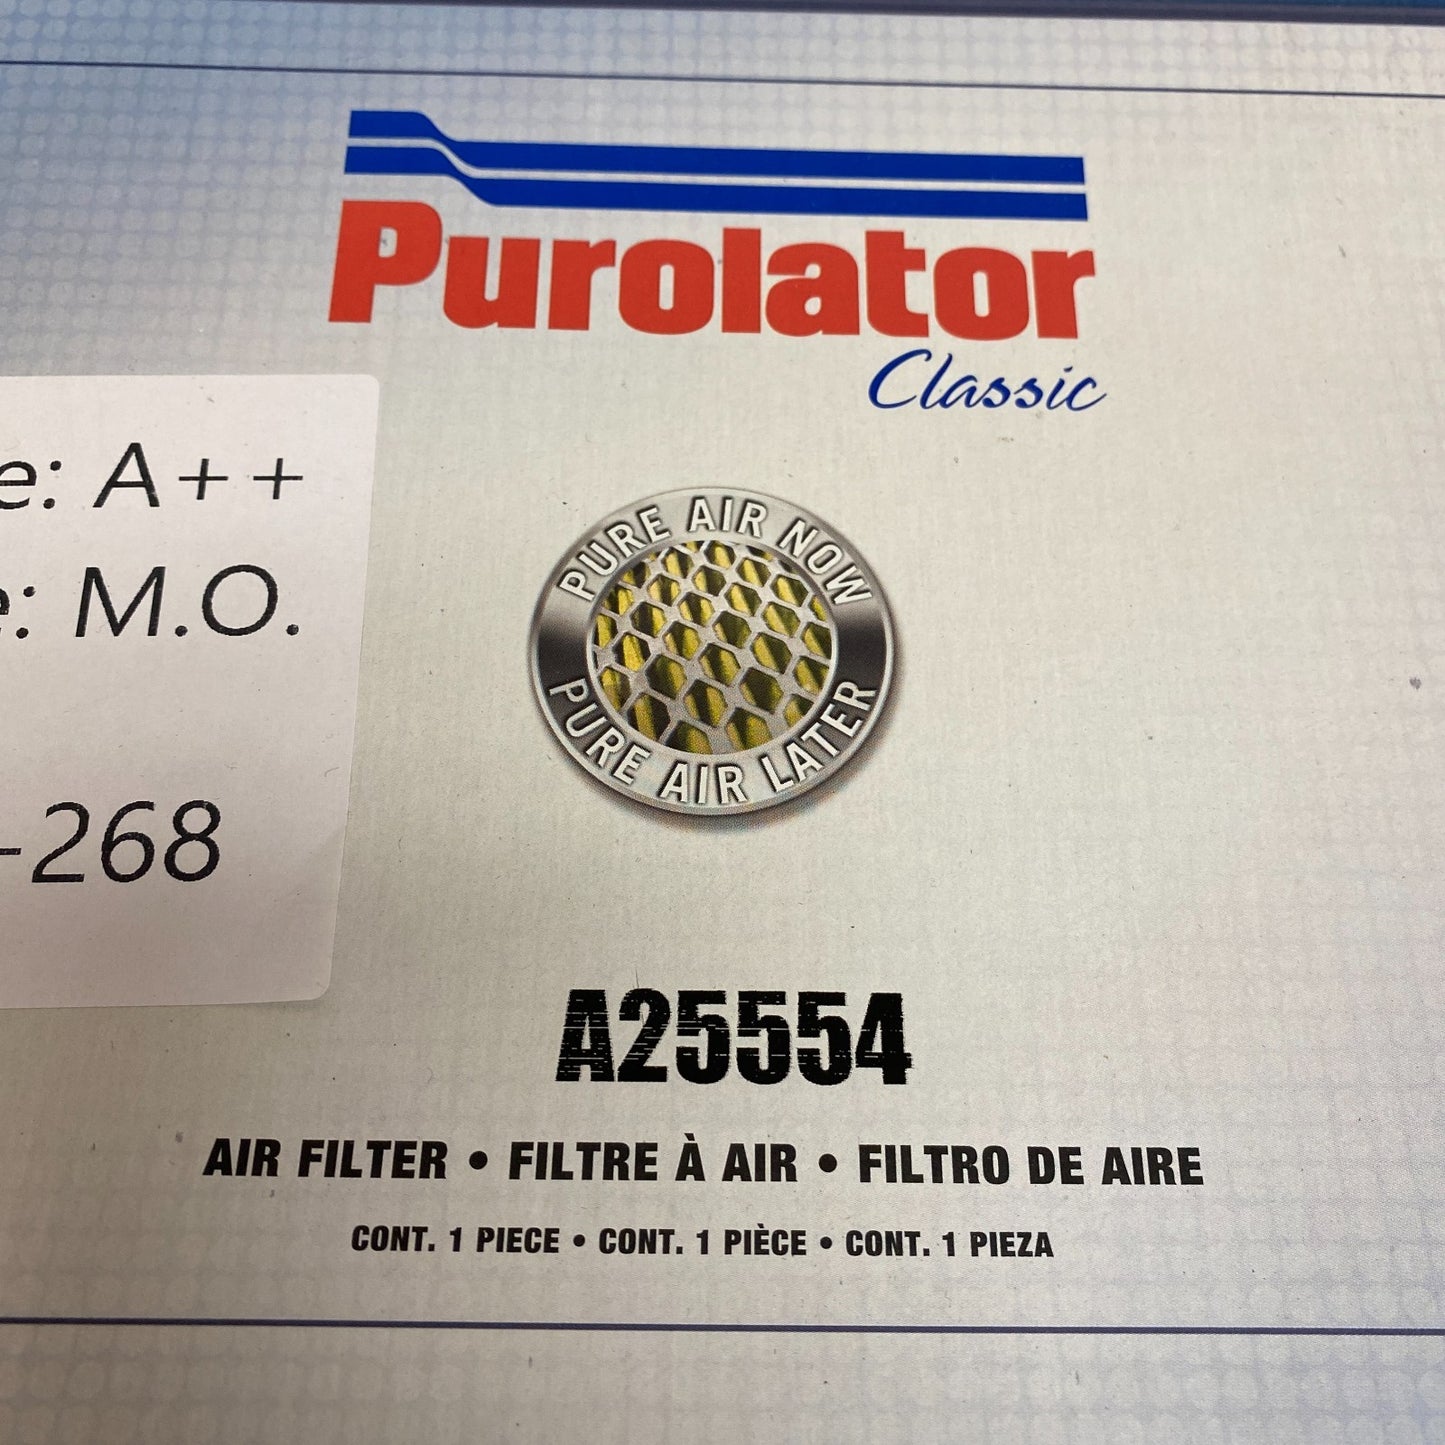 Purolator
Classic
A++
M.O.
-268
PURE AIR NOW
PURE AIR LATER
A25554
AIR FILTER • FILTRE À AIR • FILTRO DE AIRE
CONT. 1 PIECE • CONT. 1 PIÈCE • CONT. 1 PIEZA